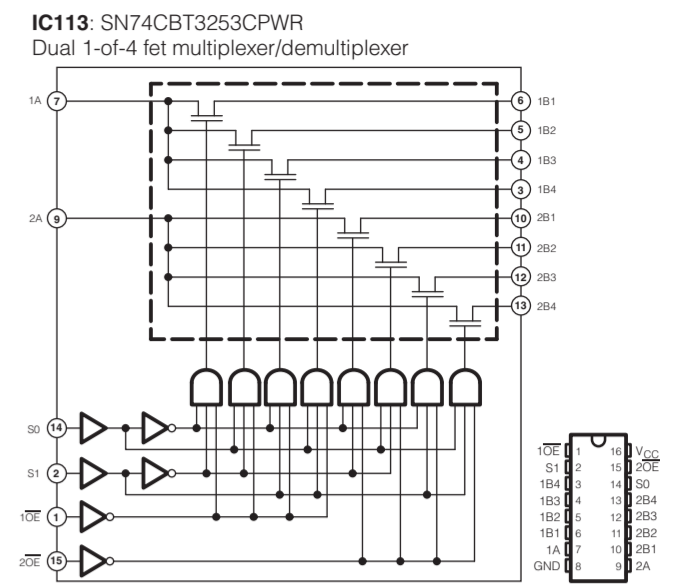 IC113: SN74CBT3253CPWR
Dual 1-of-4 fet multiplexer/demultiplexer
1A 7 6 1B1
5 1B2
4 1B3
3 1B4
2A 9 10 2B1
11 2B2
12 2B3
13 2B4
S0 14
S1 2
1OE 1
2OE 15
1OE 1 16 VCC
S1 2 15 2OE
1B4 3 14 S0
1B3 4 13 2B4
1B2 5 12 2B3
1B1 6 11 2B2
1A 7 10 2B1
GND 8 9 2A